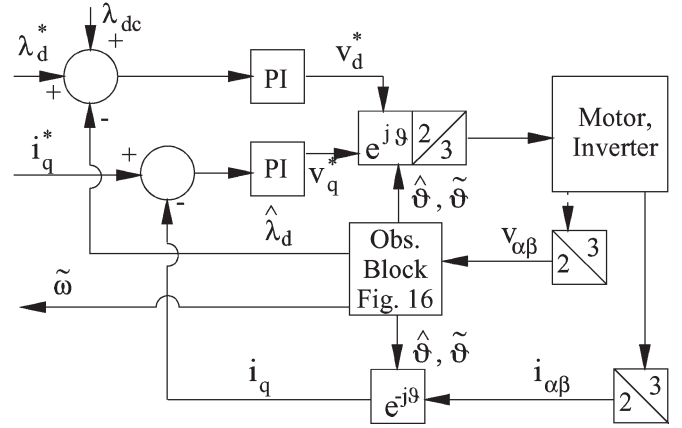 λ_dc
λ_d^*
+
+
-
PI
v_d^*
i_q^*
+
-
PI
v_q^*
e^{jϑ}
2
3
Motor,
Inverter
ϑ̂, ϑ̃
λ̂_d
Obs.
Block
Fig. 16
v_αβ
2
3
ω̃
ϑ̂, ϑ̃
i_q
e^{-jϑ}
i_αβ
2
3